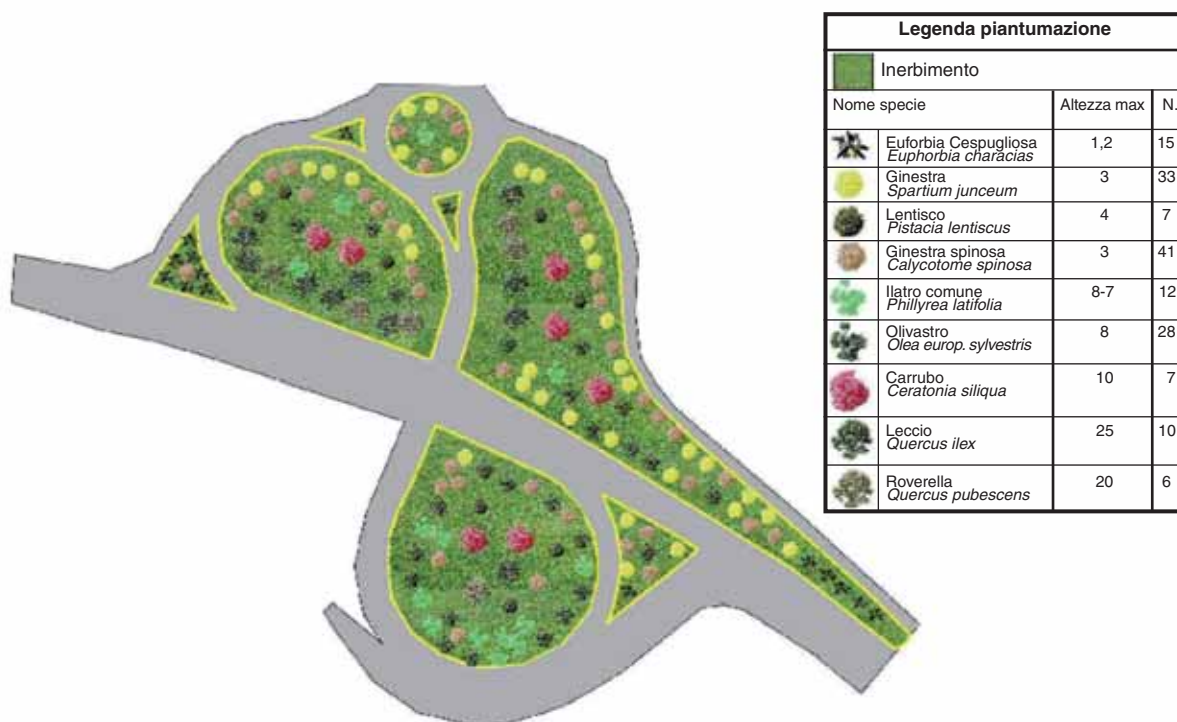 Legenda piantumazione
Inerbimento
Nome specie Altezza max N.
Euforbia Cespugliosa 1,2 15
Euphorbia characias
Ginestra 3 33
Spartium junceum
Lentisco 4 7
Pistacia lentiscus
Ginestra spinosa 3 41
Calycotome spinosa
Ilatro comune 8-7 12
Phillyrea latifolia
Olivastro 8 28
Olea europ. sylvestris
Carrubo 10 7
Ceratonia siliqua
Leccio 25 10
Quercus ilex
Roverella 20 6
Quercus pubescens